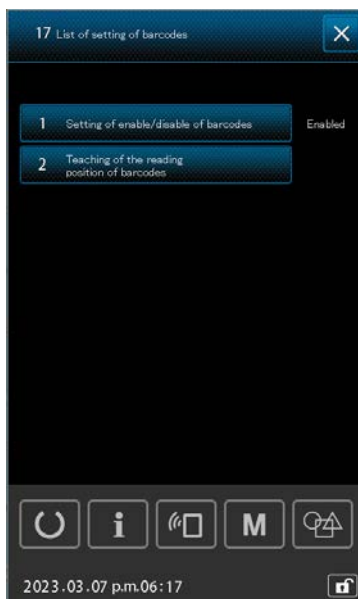 17 List of setting of barcodes
1 Setting of enable/disable of barcodes Enabled
2 Teaching of the reading
position of barcodes
i M
2023.03.07 p.m.06:17